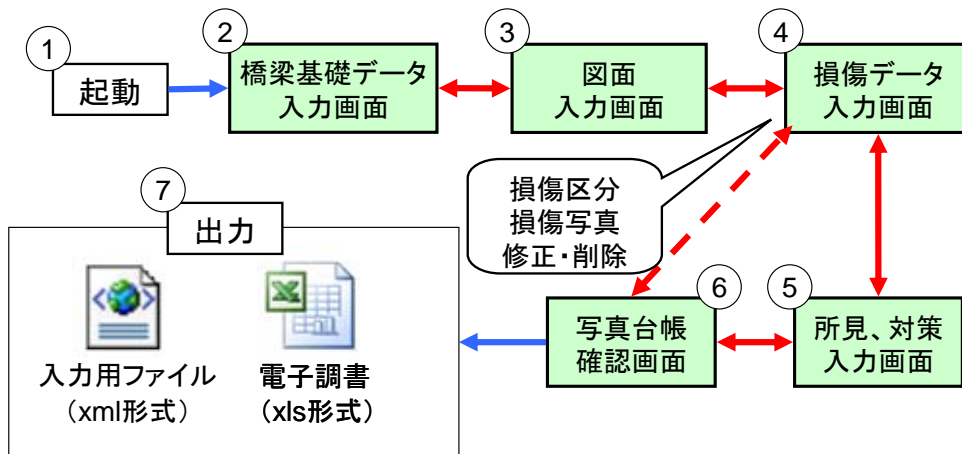 ①
起動
②
橋梁基礎データ
入力画面
③
図面
入力画面
④
損傷データ
入力画面
損傷区分
損傷写真
修正・削除
⑤
所見、対策
入力画面
⑥
写真台帳
確認画面
⑦
出力
入力用ファイル
（xml形式）
電子調書
（xls形式）